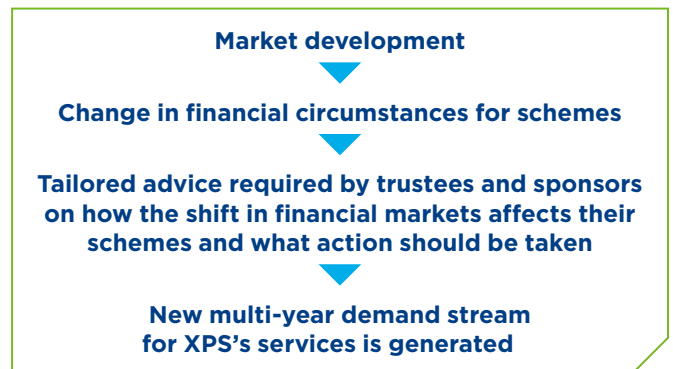 Market development
Change in financial circumstances for schemes
Tailored advice required by trustees and sponsors
on how the shift in financial markets affects their
schemes and what action should be taken
New multi-year demand stream
for XPS’s services is generated